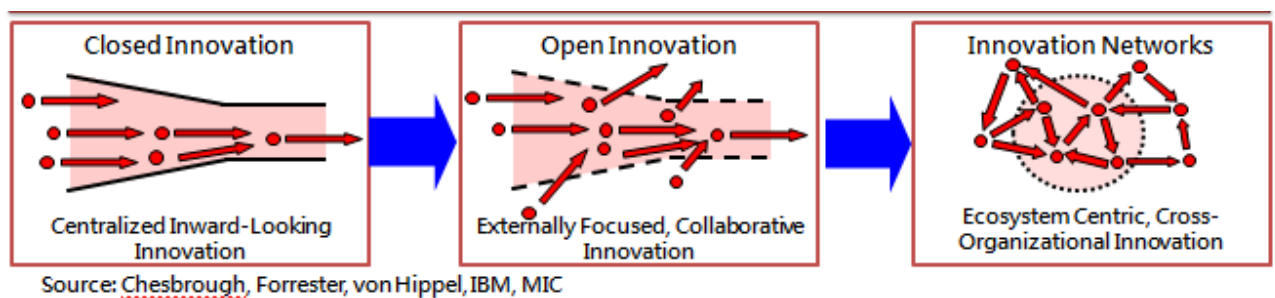 Closed Innovation
Centralized Inward-Looking
Innovation
Open Innovation
Externally Focused, Collaborative
Innovation
Innovation Networks
Ecosystem Centric, Cross-
Organizational Innovation
Source: Chesbrough, Forrester, von Hippel, IBM, MIC